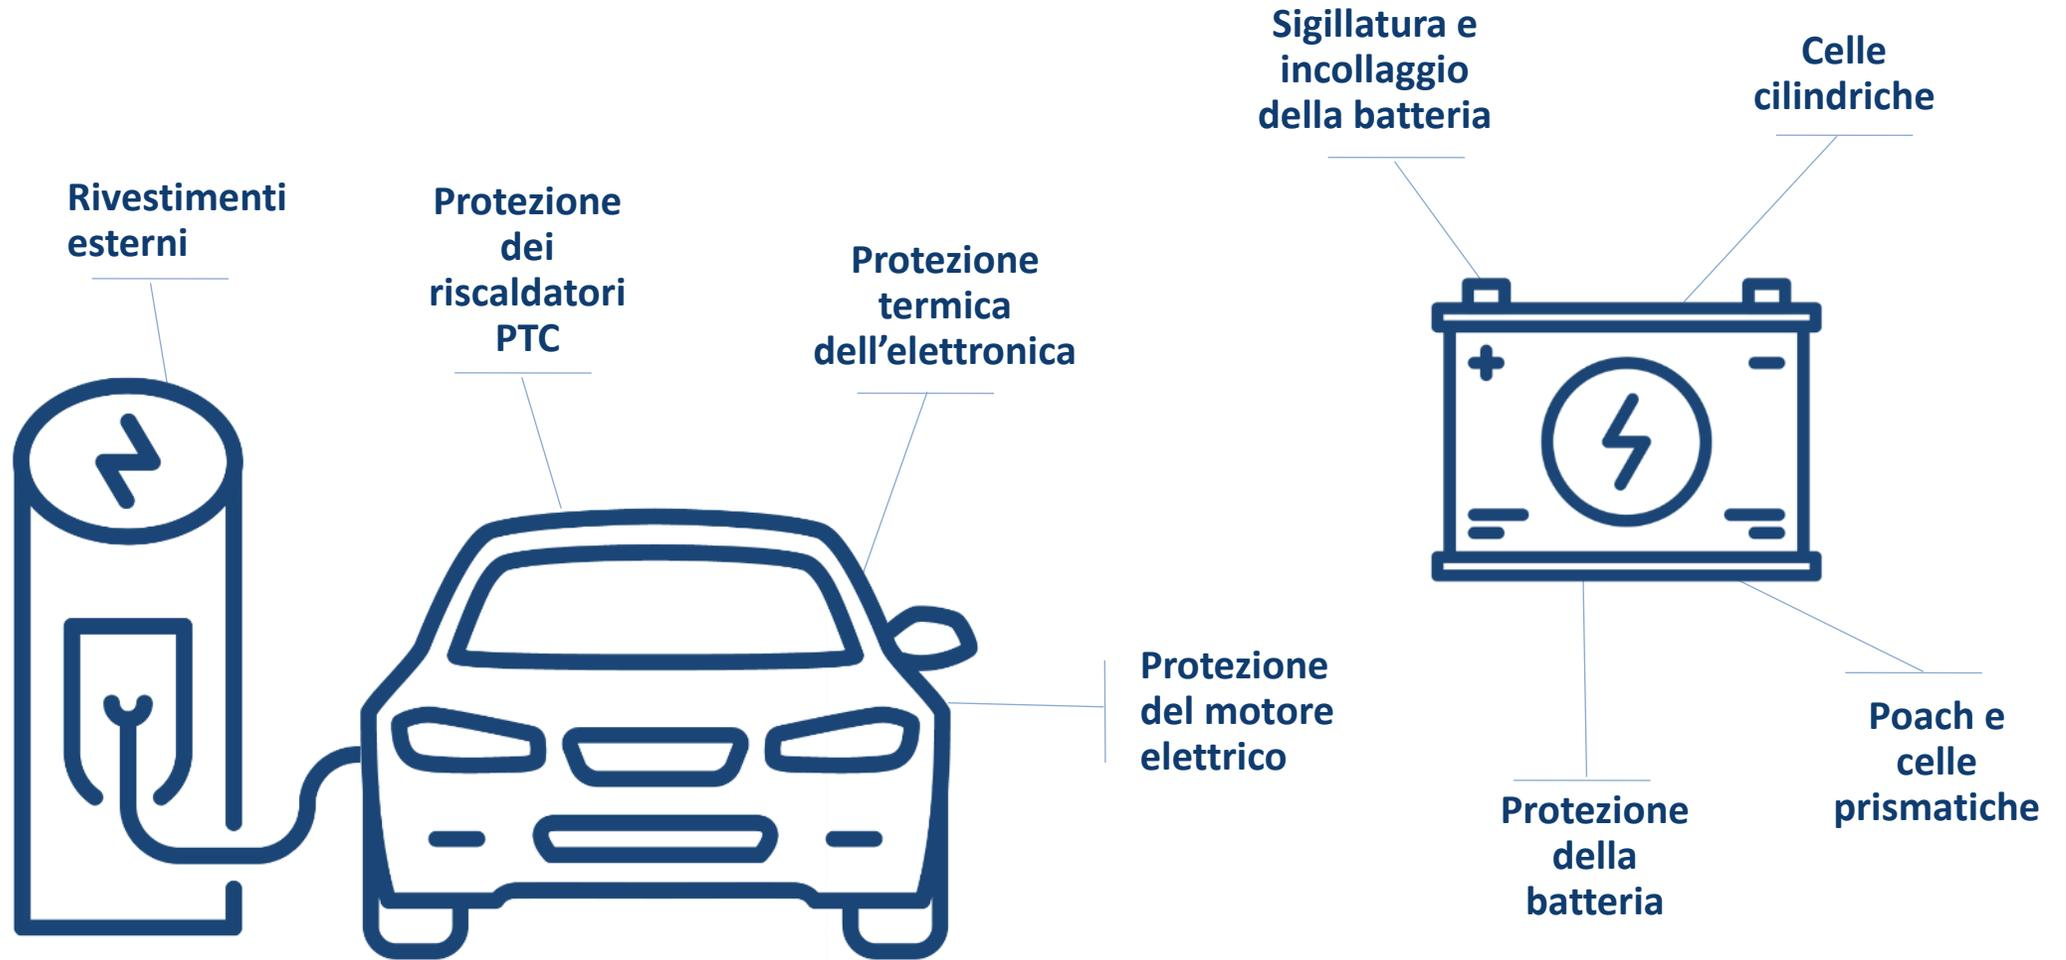 Rivestimenti
esterni
Protezione
dei
riscaldatori
PTC
Protezione
termica
dell’elettronica
Protezione
del motore
elettrico
Sigillatura e
incollaggio
della batteria
Celle
cilindriche
Protezione
della
batteria
Poach e
celle
prismatiche